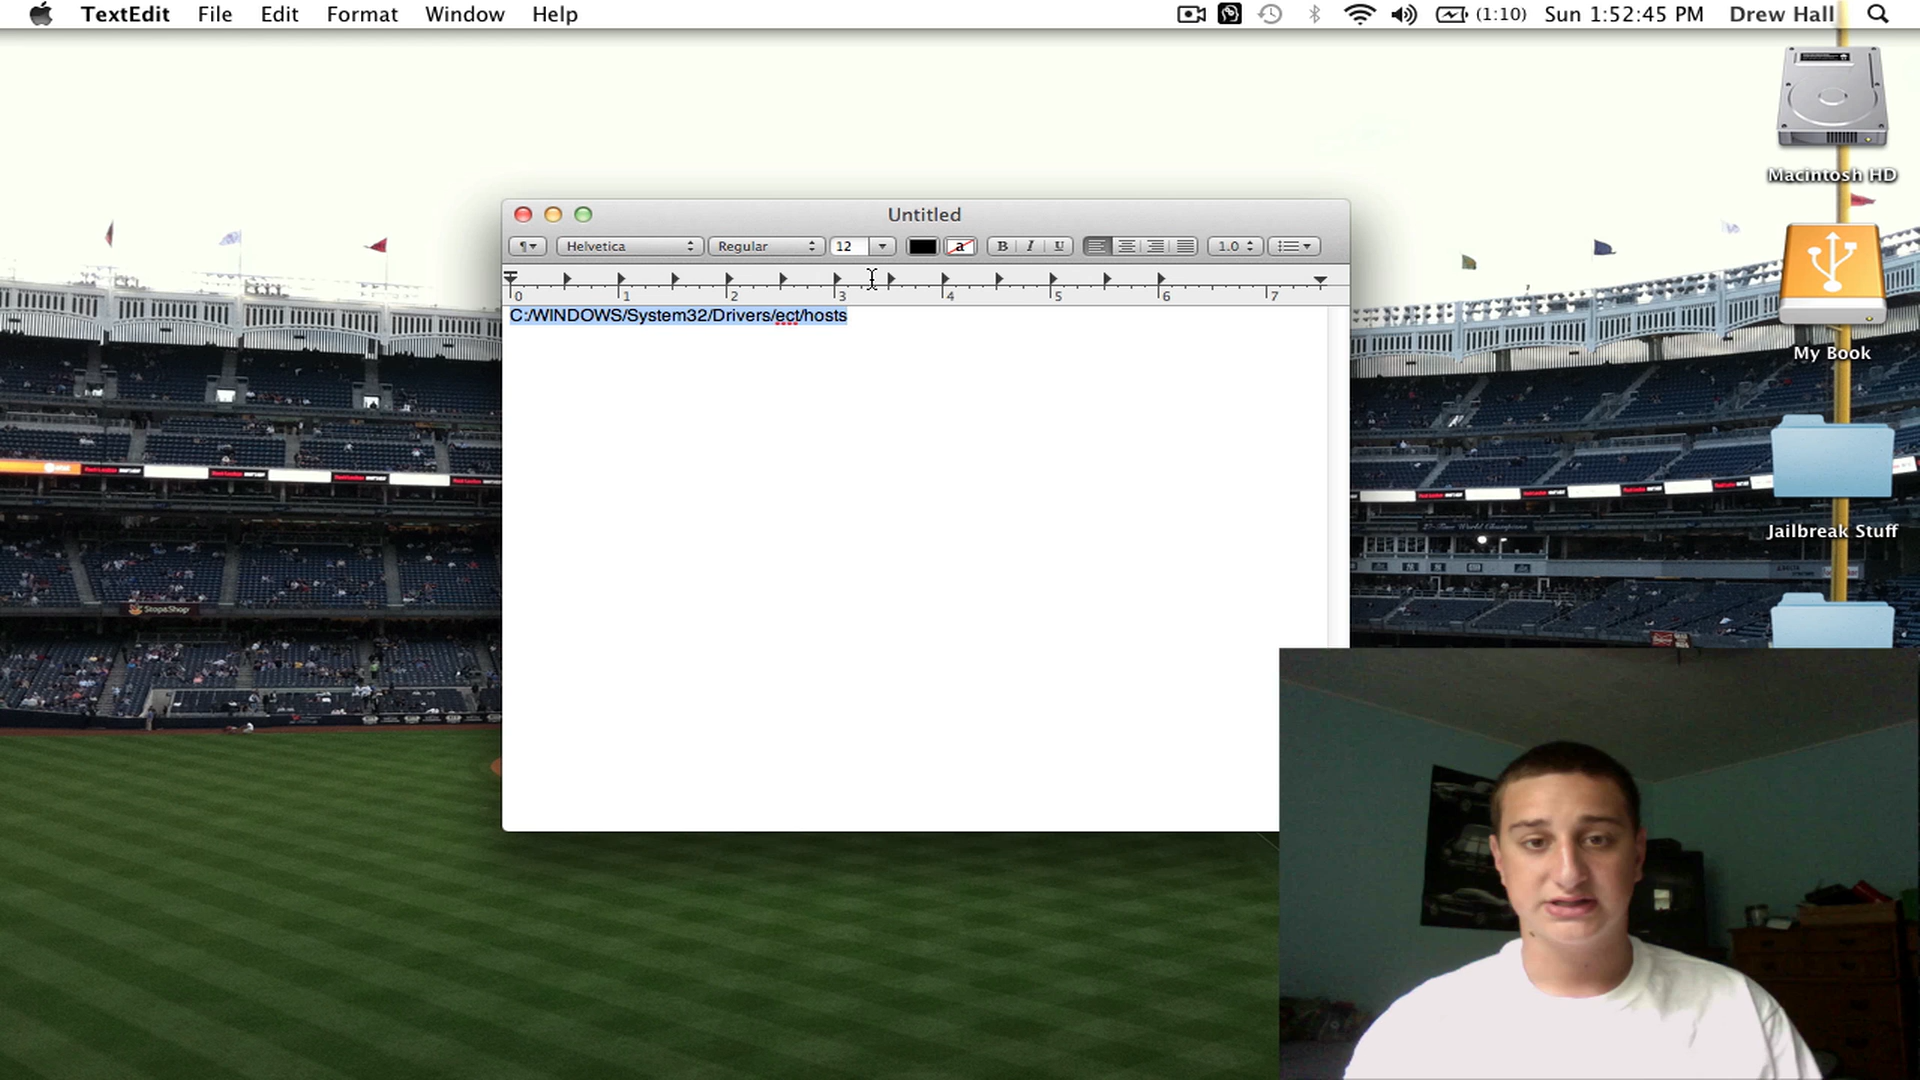 TextEdit File Edit Format Window Help (1:10) Sun 1:52:45 PM Drew Hall
Macintosh HD
Untitled
Helvetica Regular 12 a B I U 1.0
0 1 2 3 4 5 6 7
C:/WINDOWS/System32/Drivers/ect/hosts
My Book
Jailbreak Stuff
Stop&Shop